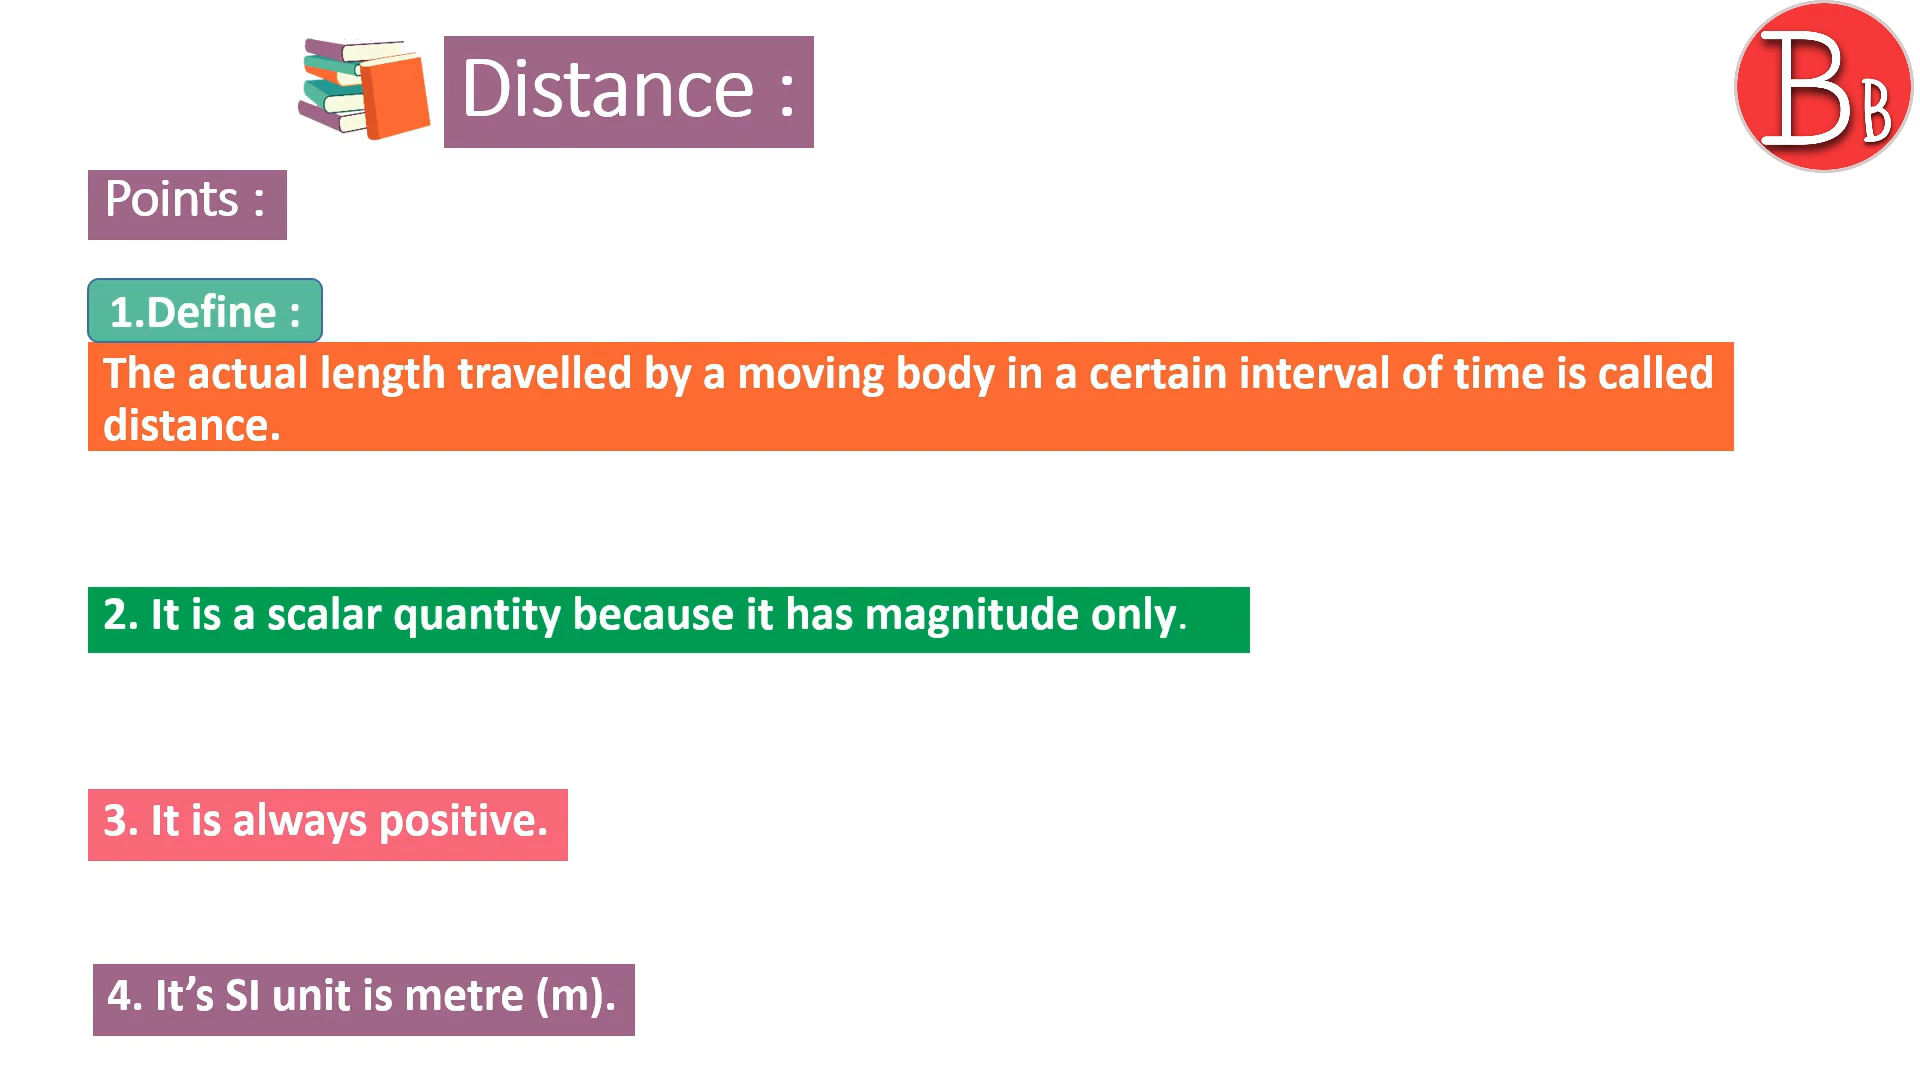 Distance :
BB
Points :
1.Define :
The actual length travelled by a moving body in a certain interval of time is called
distance.
2. It is a scalar quantity because it has magnitude only.
3. It is always positive.
4. It’s SI unit is metre (m).